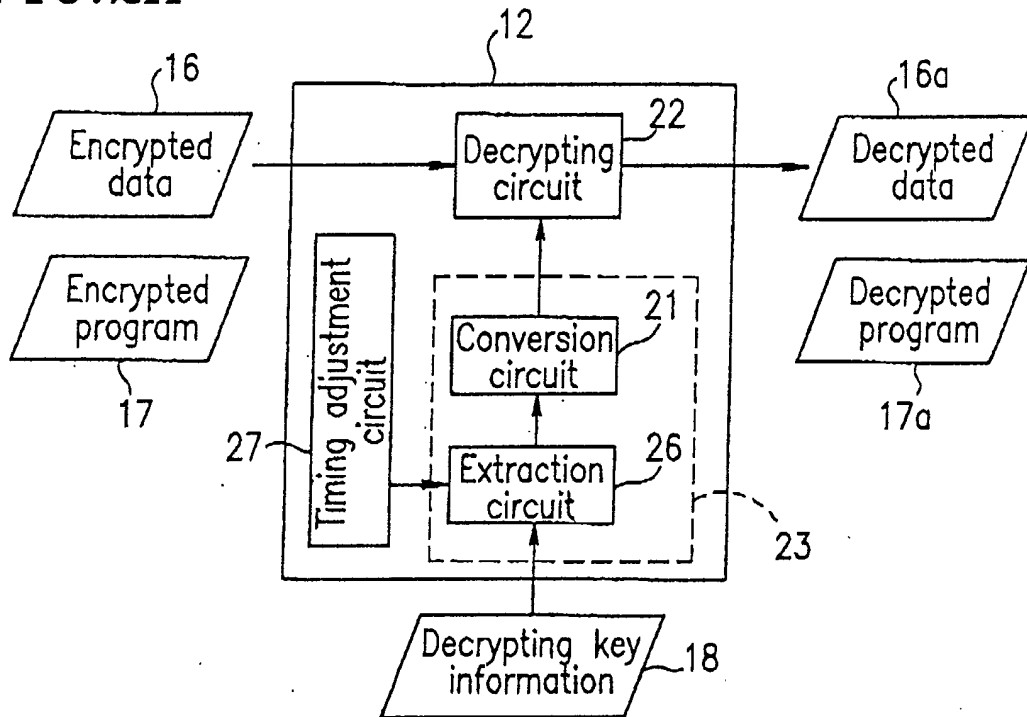 12
16
16a
Encrypted
data
22
Decrypting
circuit
Decrypted
data
Encrypted
program
17
Timing adjustment
circuit
27
21
Conversion
circuit
Decrypted
program
17a
26
Extraction
circuit
23
Decrypting key
information
18